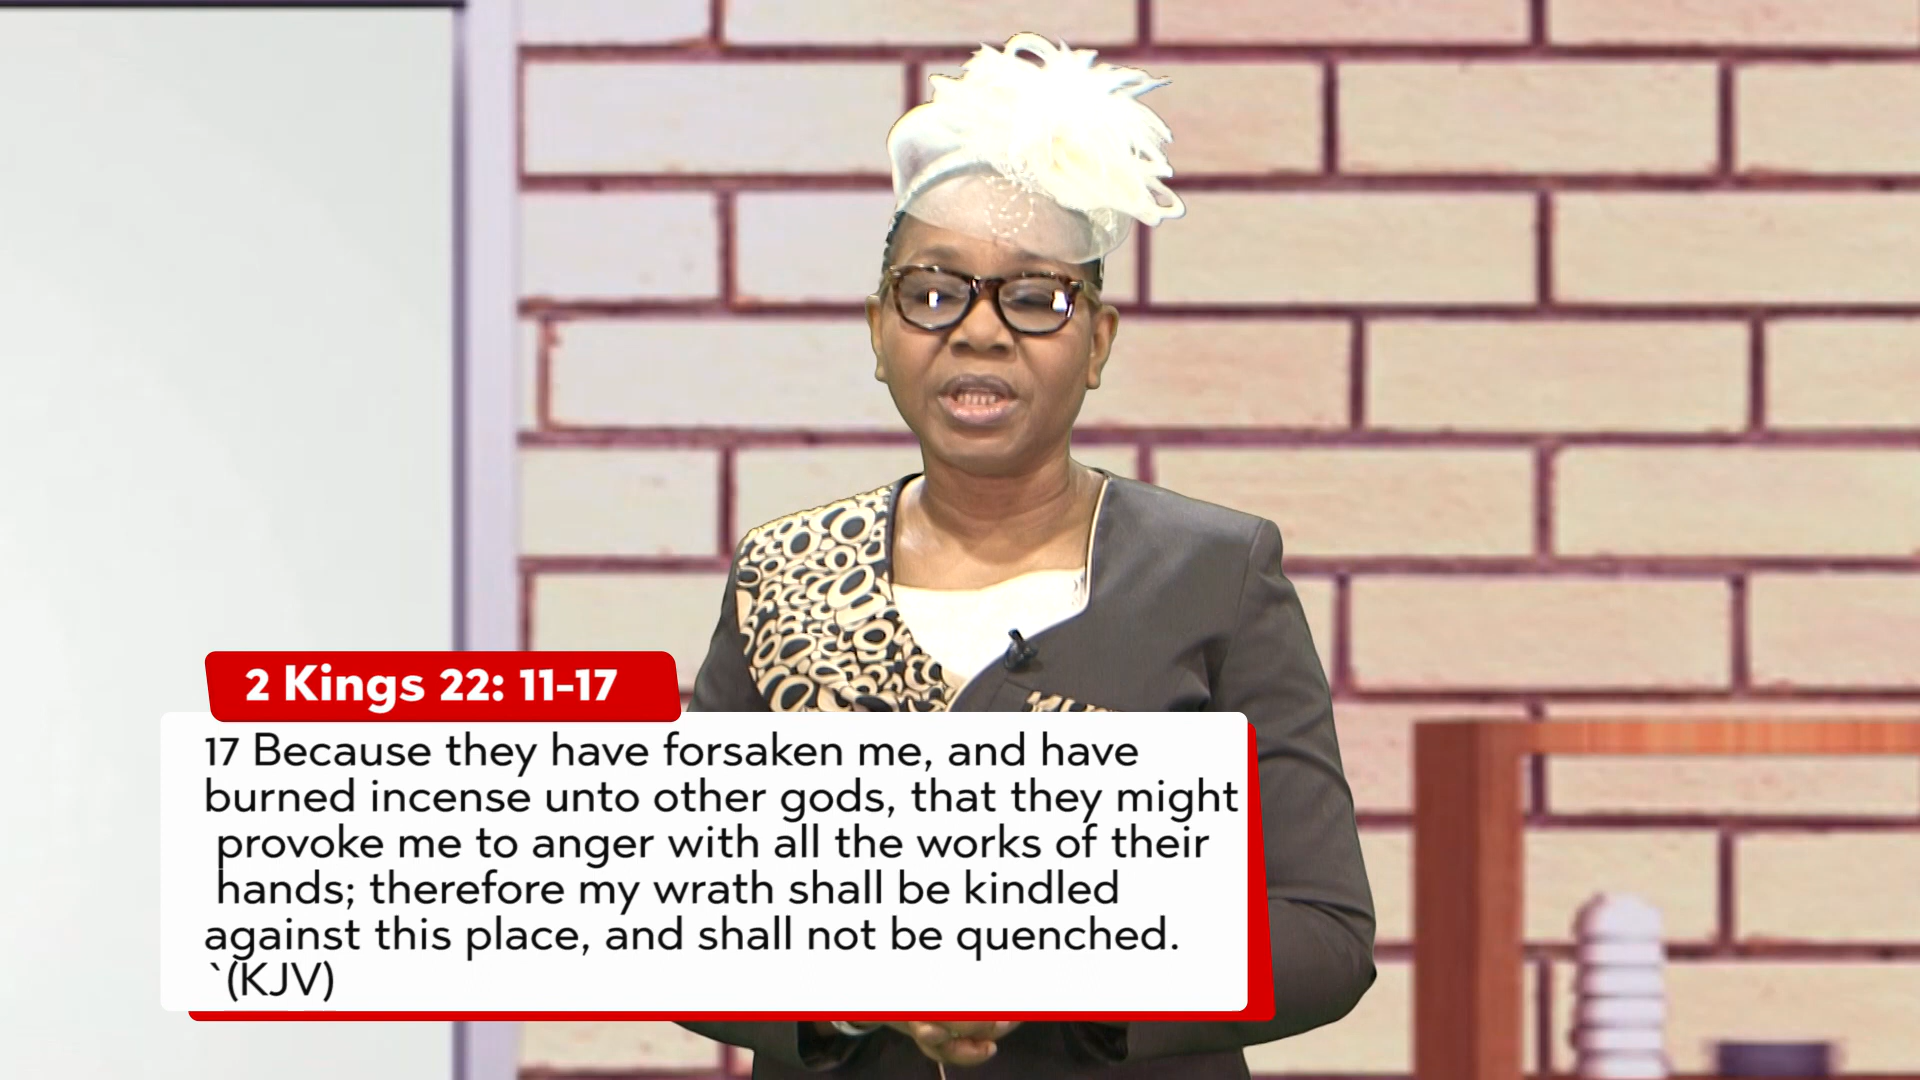 2 Kings 22: 11-17
17 Because they have forsaken me, and have
burned incense unto other gods, that they might
provoke me to anger with all the works of their
hands; therefore my wrath shall be kindled
against this place, and shall not be quenched.
`(KJV)